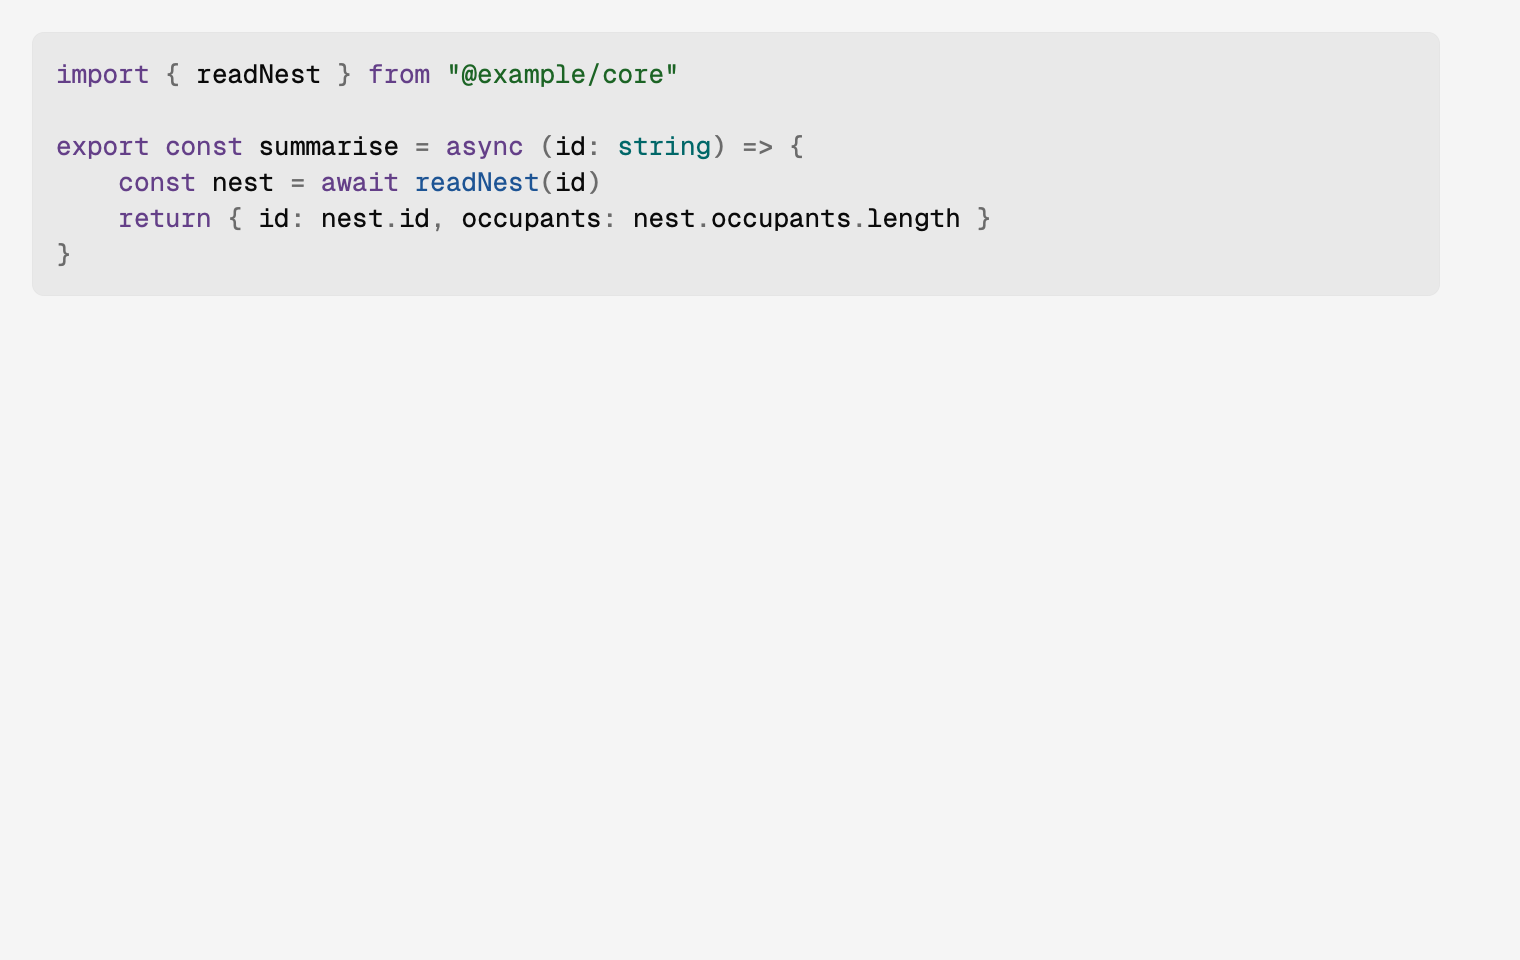 import { readNest } from "@example/core"

export const summarise = async (id: string) => {
    const nest = await readNest(id)
    return { id: nest.id, occupants: nest.occupants.length }
}